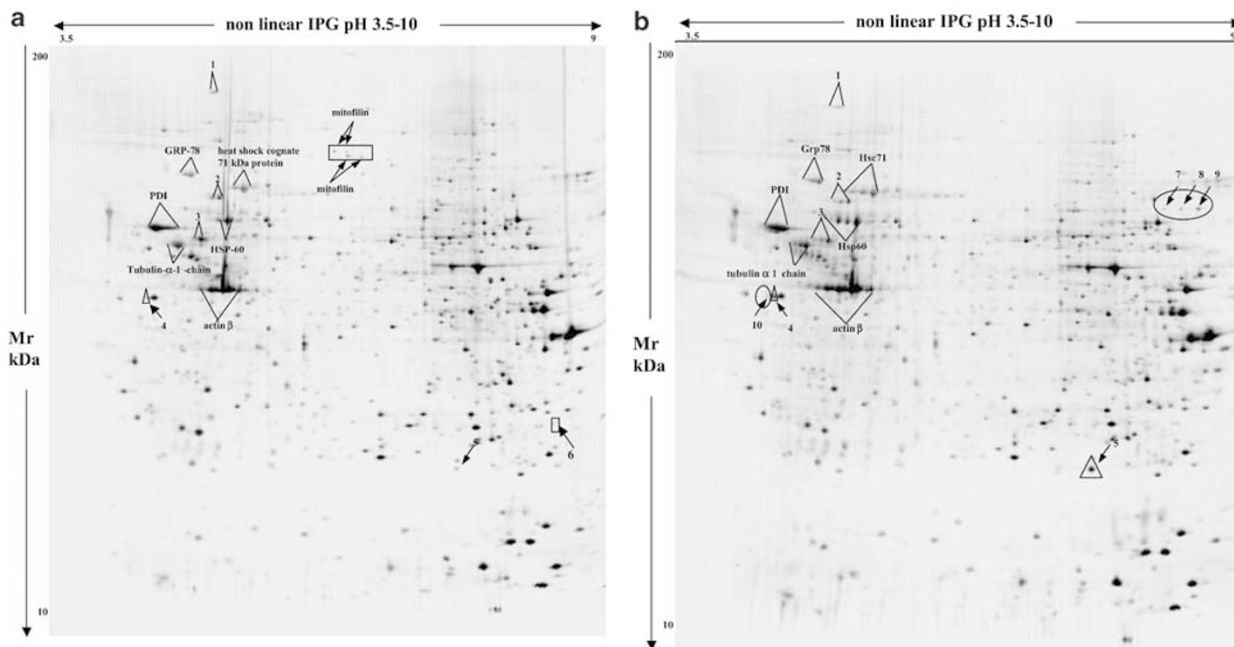 a
non linear IPG pH 3.5-10
3.5
9
200
1
mitofilin
GRP-78
heat shock cognate
71 kDa protein
mitofilin
2
PDI
3
HSP-60
Tubulin-α-1 -chain
4
actin β
Mr
kDa
5
6
10
b
non linear IPG pH 3.5-10
3.5
9
200
1
Grp78
Hsc71
7
8
9
2
PDI
3
Hsp60
tubulin α 1 chain
10
4
actin β
Mr
kDa
5
10